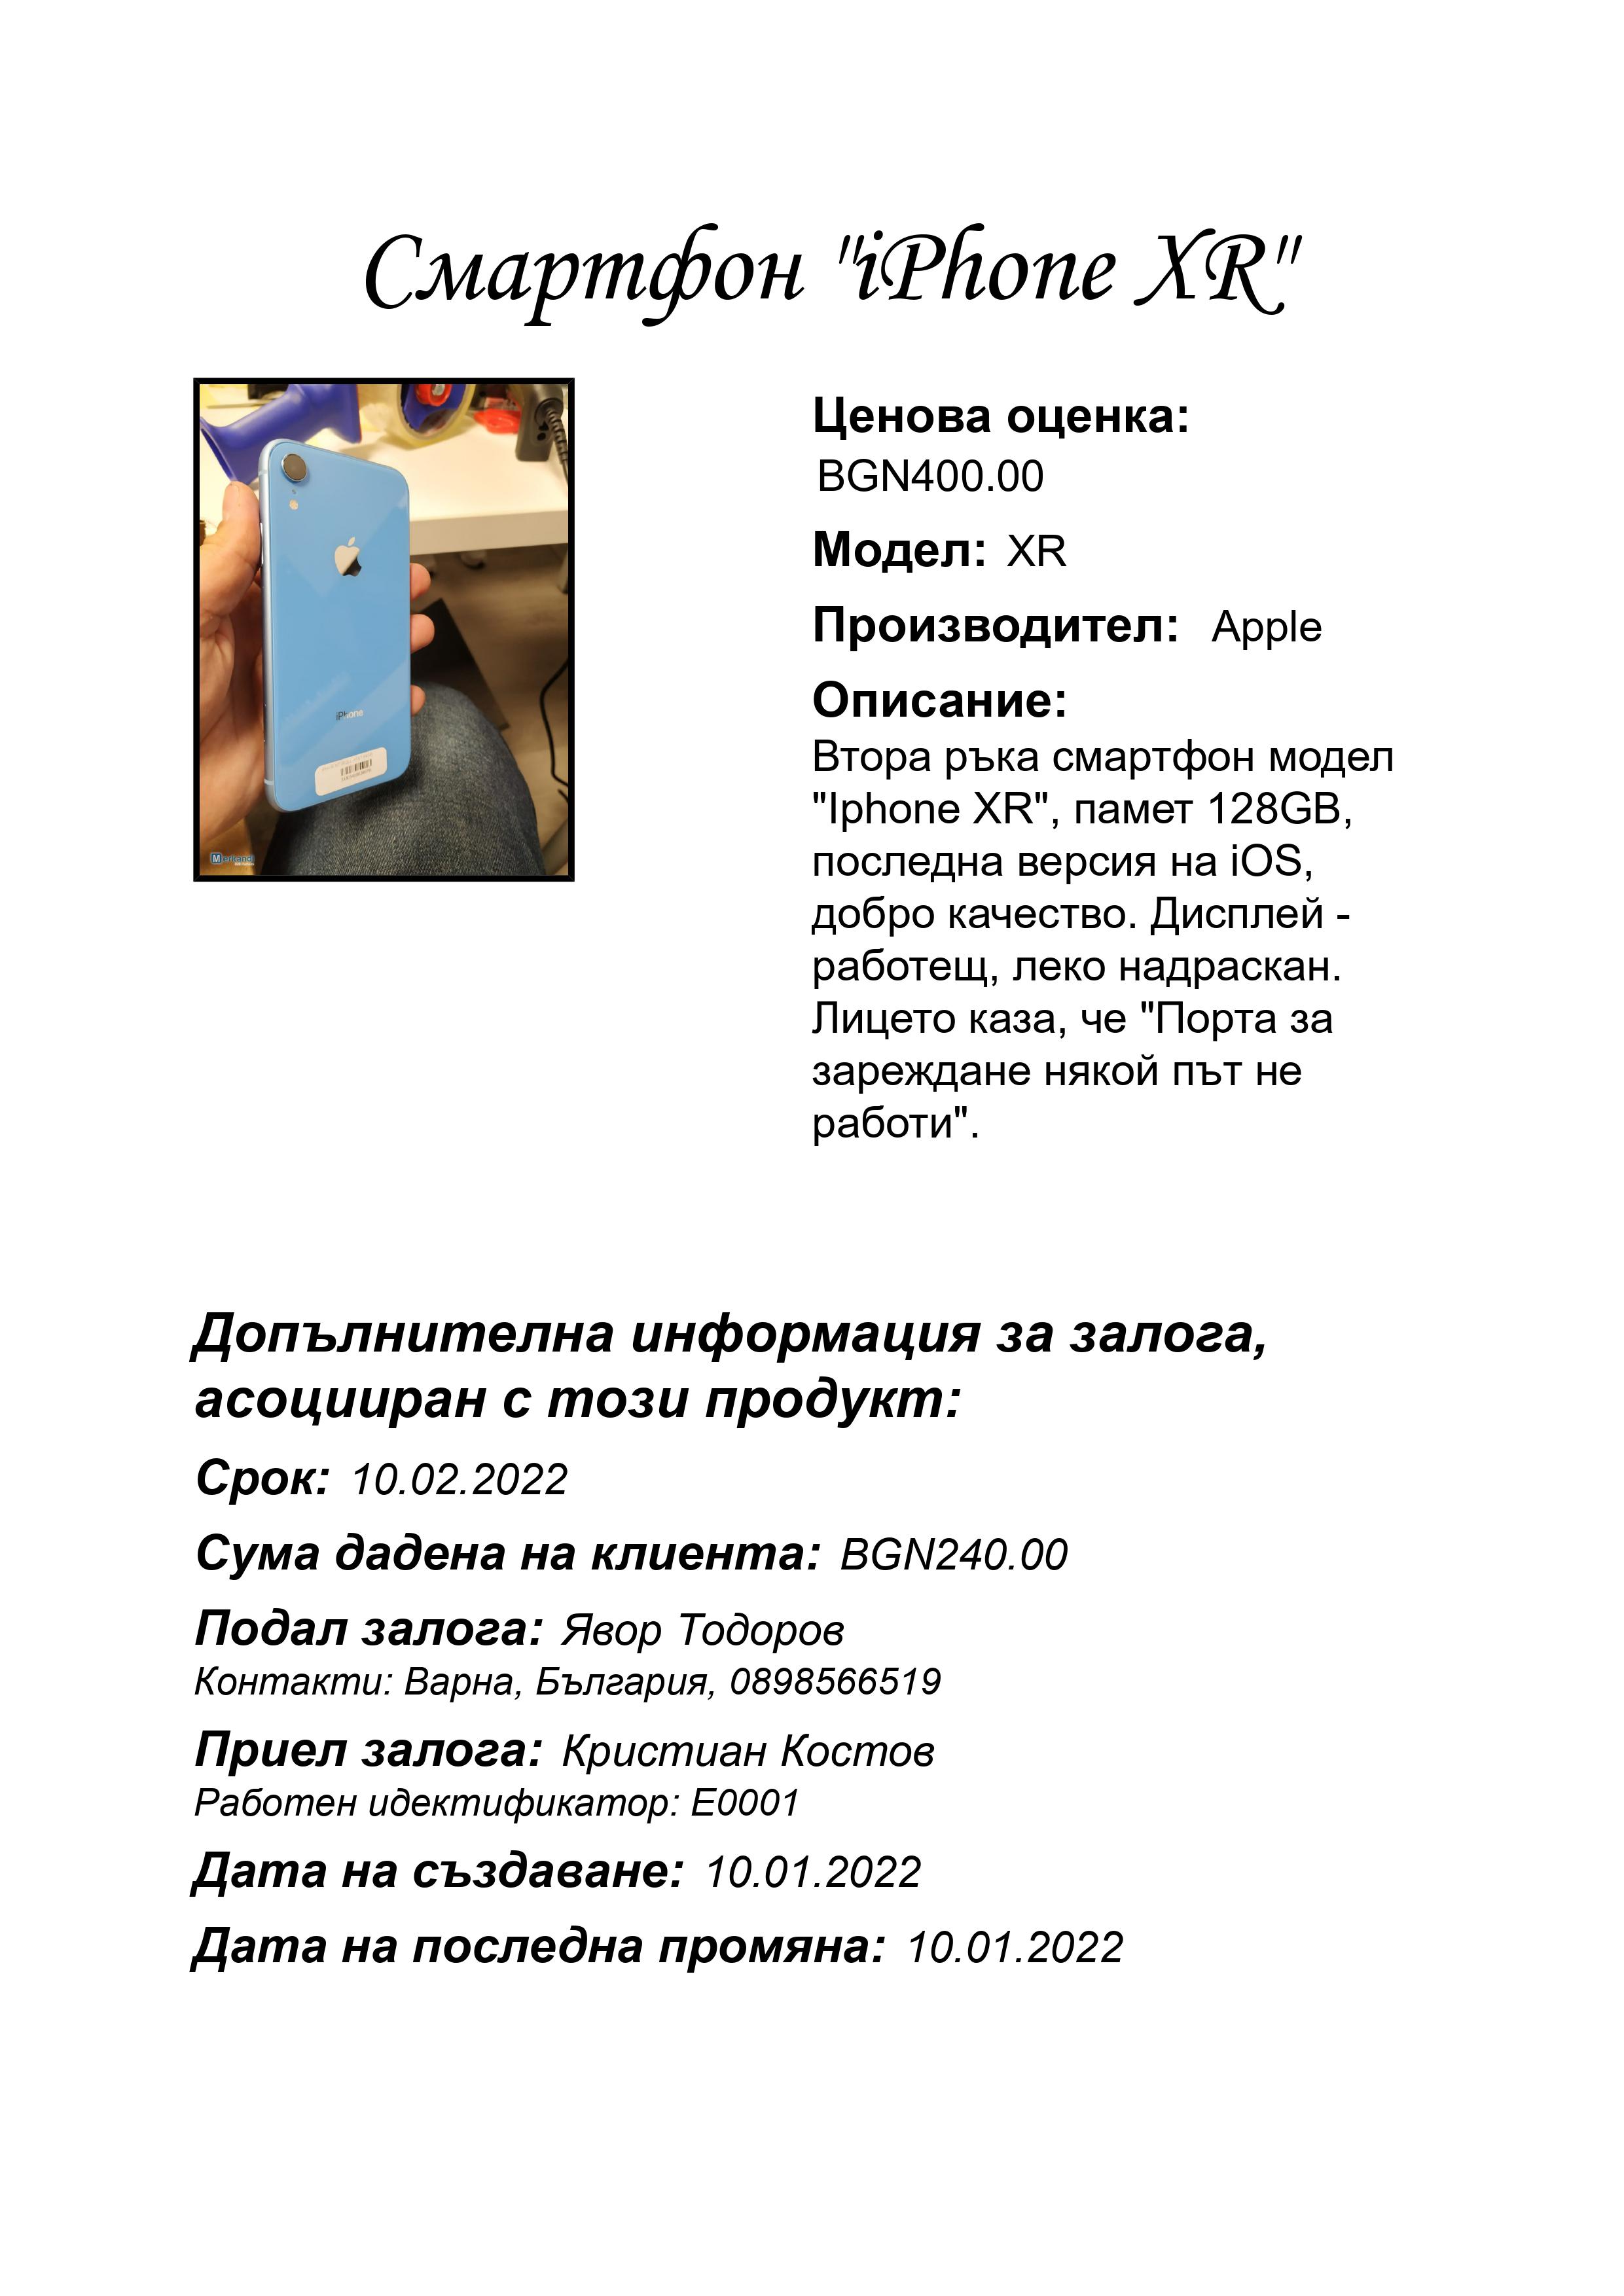 Смартфон "iPhone XR"
iPhone
Merkandi
Ценова оценка:
BGN400.00
Модел: XR
Производител: Apple
Описание:
Втора ръка смартфон модел
"Iphone XR", памет 128GB,
последна версия на iOS,
добро качество. Дисплей -
работещ, леко надраскан.
Лицето каза, че "Порта за
зареждане някой път не
работи".
Допълнителна информация за залога,
асоцииран с този продукт:
Срок: 10.02.2022
Сума дадена на клиента: BGN240.00
Подал залога: Явор Тодоров
Контакти: Варна, България, 0898566519
Приел залога: Кристиан Костов
Работен идектификатор: E0001
Дата на създаване: 10.01.2022
Дата на последна промяна: 10.01.2022